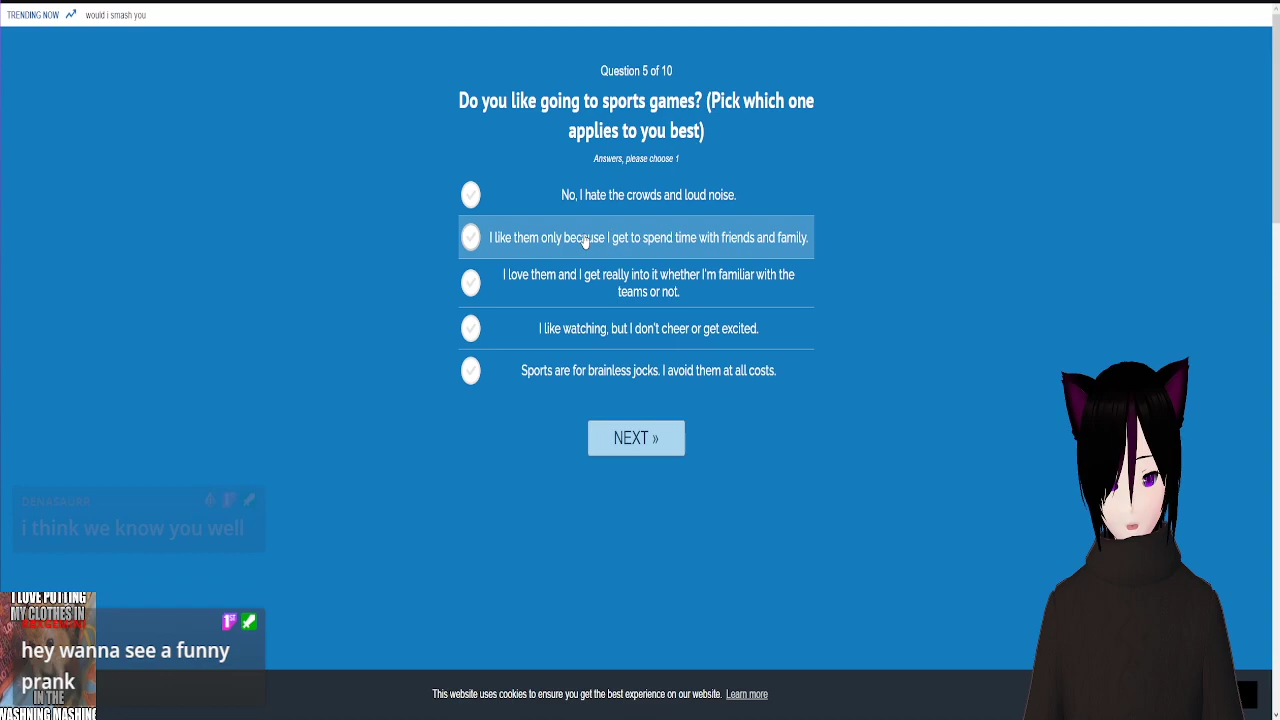 TRENDING NOW would i smash you
Question 5 of 10
Do you like going to sports games? (Pick which one
applies to you best)
Answers, please choose 1
No, I hate the crowds and loud noise.
I like them only because I get to spend time with friends and family.
I love them and I get really into it whether I'm familiar with the
teams or not.
I like watching, but I don't cheer or get excited.
Sports are for brainless jocks. I avoid them at all costs.
NEXT »
DENASAURR
i think we know you well
I LOVE PUTTING
MY CLOTHES IN
IN THE
WASHNING MASHINE
hey wanna see a funny
prank
This website uses cookies to ensure you get the best experience on our website. Learn more